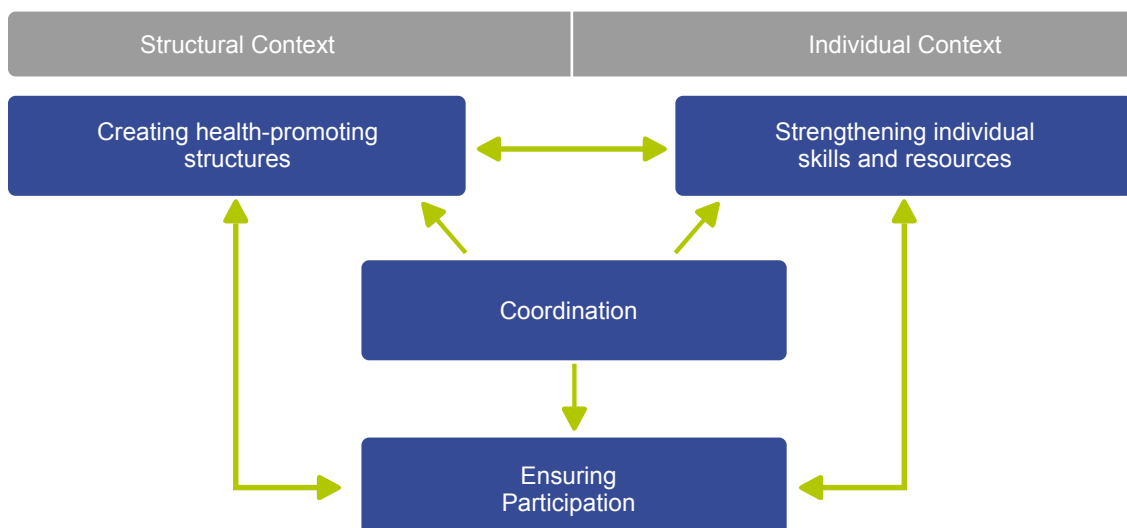 Structural Context
Individual Context
Creating health-promoting
structures
Strengthening individual
skills and resources
Coordination
Ensuring
Participation